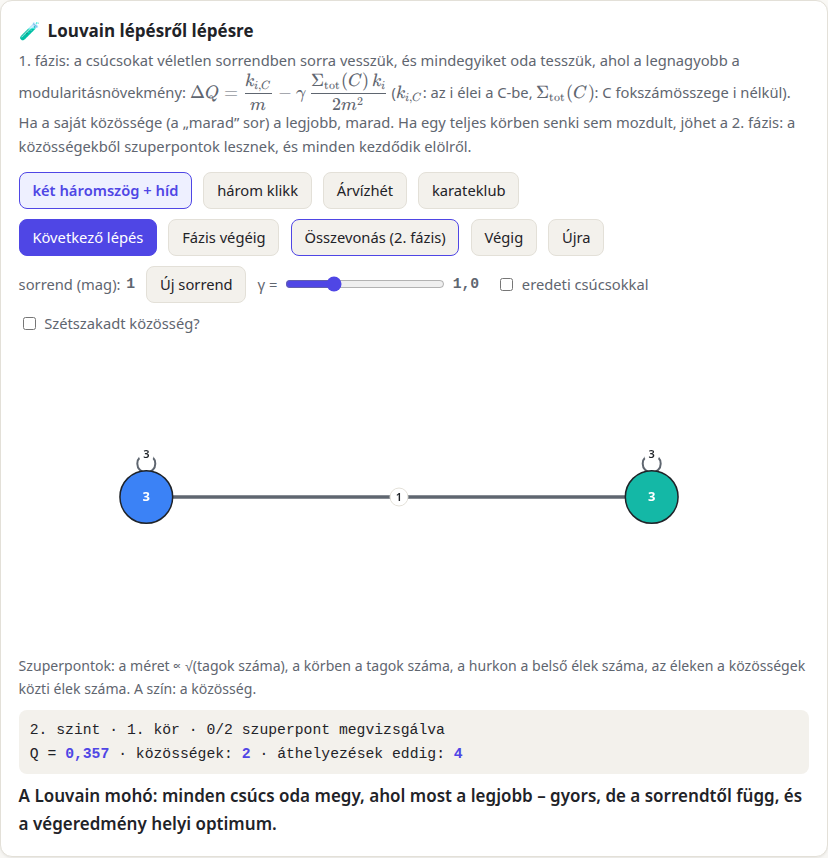 🧪 Louvain lépésről lépésre
1. fázis: a csúcsokat véletlen sorrendben sorra vesszük, és mindegyiket oda tesszük, ahol a legnagyobb a
modularitásnövekmény: ΔQ = k_{i,C}/m − γ Σ_tot(C) k_i / 2m² (k_{i,C}: az i élei a C-be, Σ_tot(C): C fokszámösszege i nélkül).
Ha a saját közössége (a „marad” sor) a legjobb, marad. Ha egy teljes körben senki sem mozdult, jöhet a 2. fázis: a
közösségekből szuperpontok lesznek, és minden kezdődik elölről.
két háromszög + híd három klikk Árvízhét karateklub
Következő lépés Fázis végéig Összevonás (2. fázis) Végig Újra
sorrend (mag): 1 Új sorrend γ = 1,0 eredeti csúcsokkal
Szétszakadt közösség?
3 3
3 1 3
Szuperpontok: a méret ∝ √(tagok száma), a körben a tagok száma, a hurkon a belső élek száma, az éleken a közösségek
közti élek száma. A szín: a közösség.
2. szint · 1. kör · 0/2 szuperpont megvizsgálva
Q = 0,357 · közösségek: 2 · áthelyezések eddig: 4
A Louvain mohó: minden csúcs oda megy, ahol most a legjobb – gyors, de a sorrendtől függ, és
a végeredmény helyi optimum.